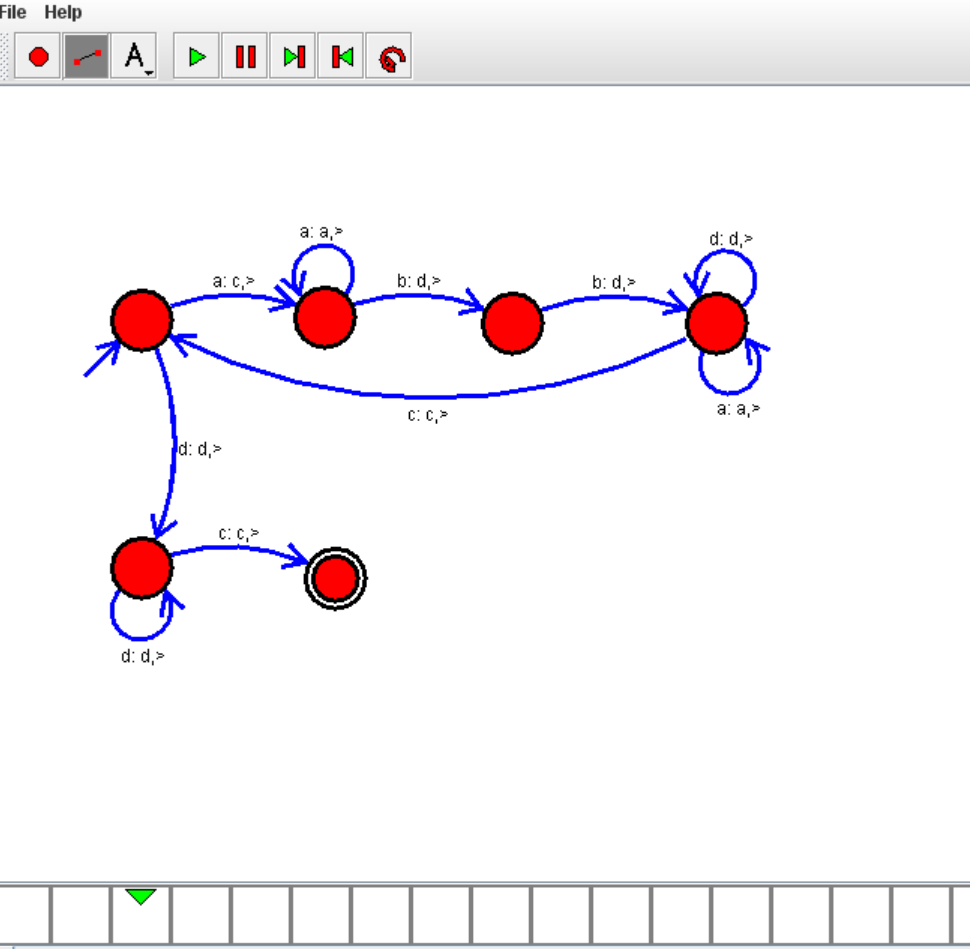 File Help
A
a: a,>
d: d,>
a: c,>
b: d,>
b: d,>
a: a,>
c: c,>
d: d,>
c: c,>
d: d,>